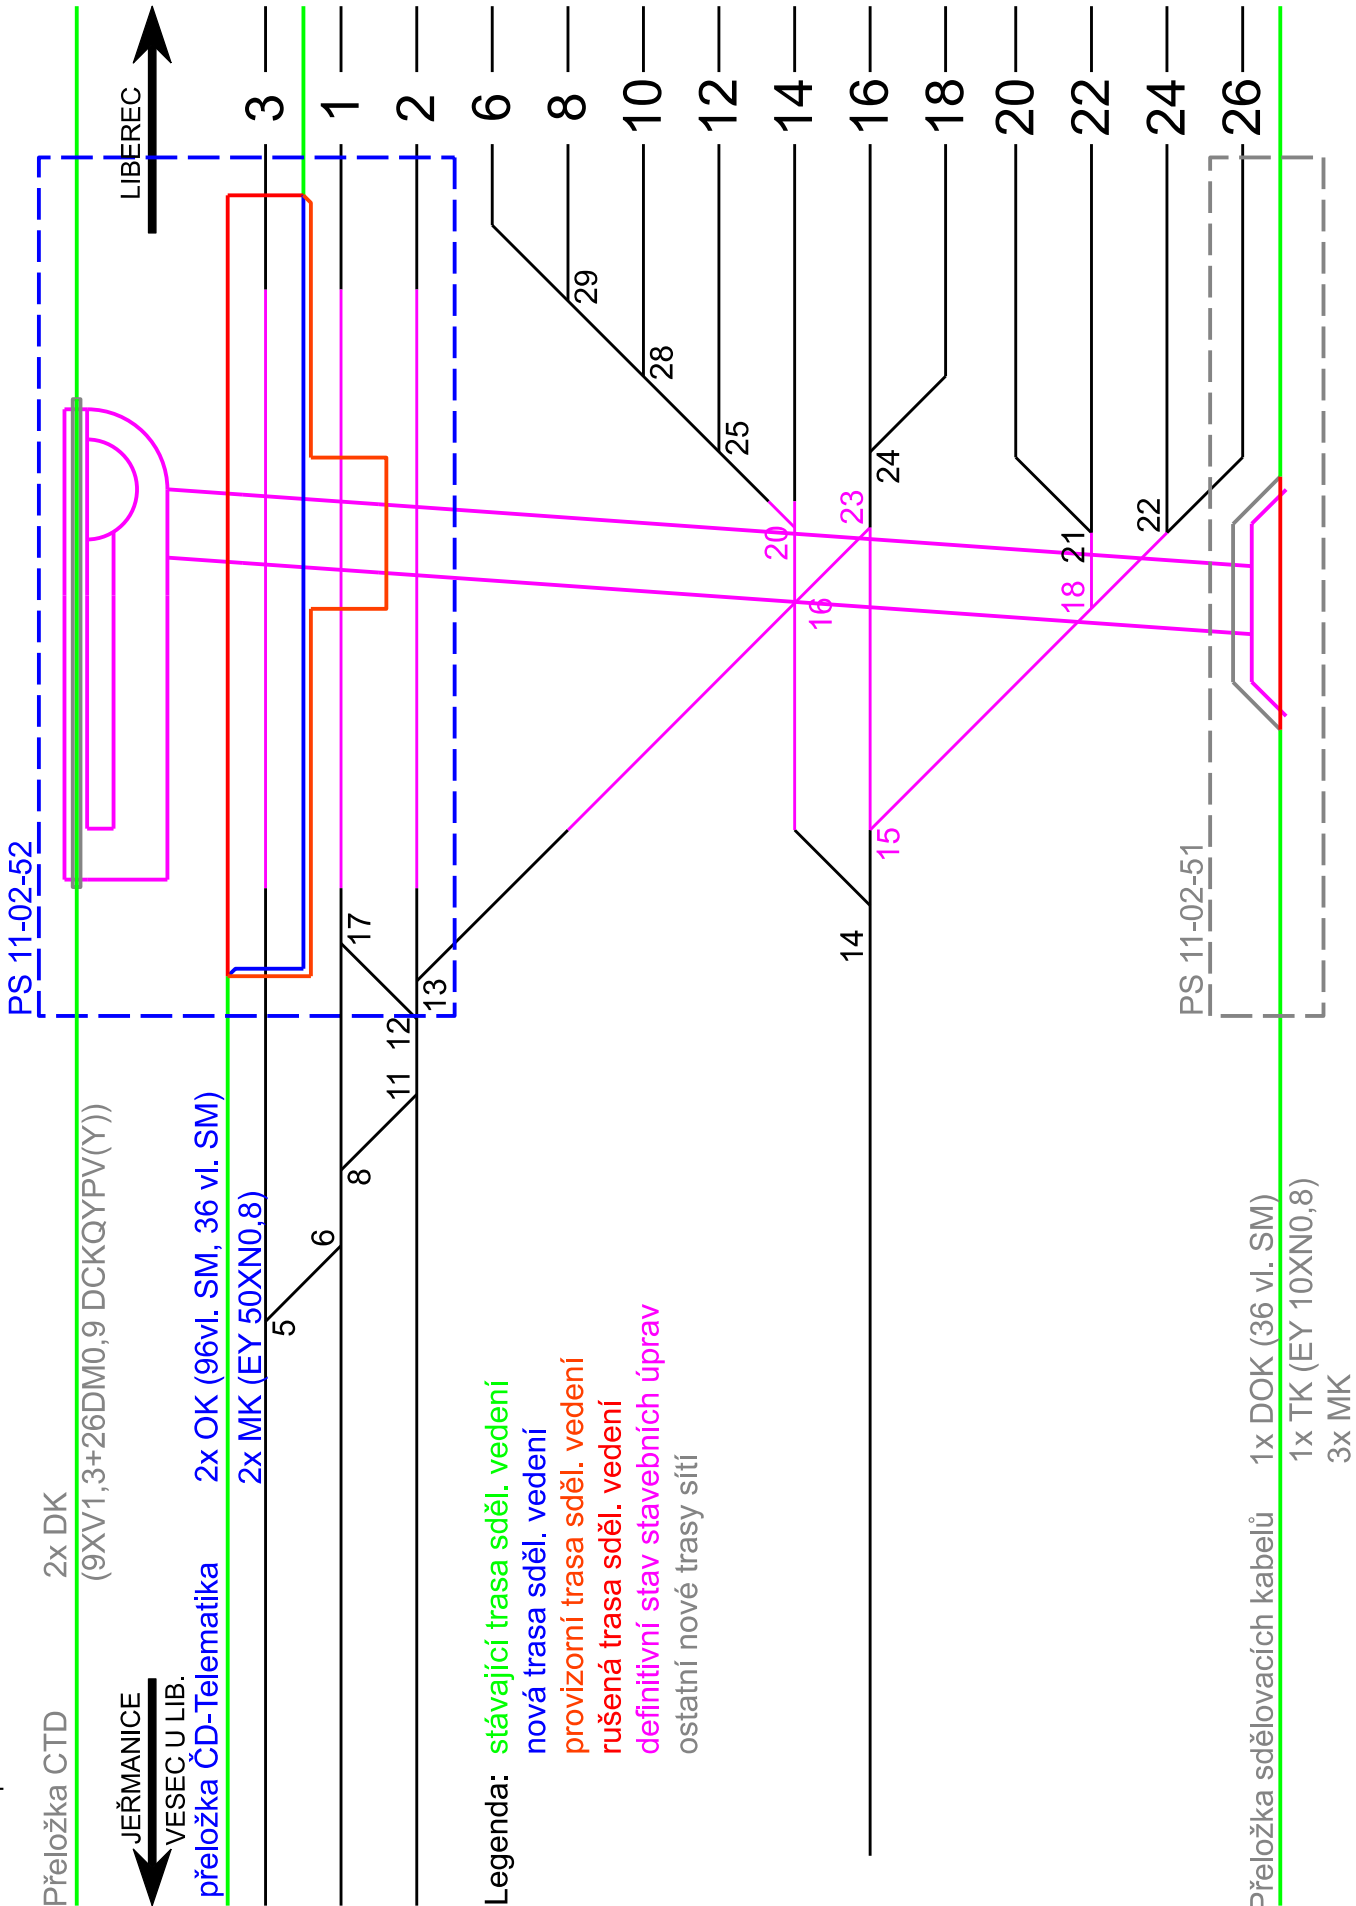 Přeložka CTD
2x DK
(9XV1,3+26DM0,9 DCKQYPV(Y))
PS 11-02-52
LIBEREC
JEŘMANICE
VESEC U LIB.
přeložka ČD-Telematika
2x OK (96vl. SM, 36 vl. SM)
2x MK (EY 50XN0,8)
3
1
2
6
8
10
12
14
16
18
20
22
24
26
5
6
8
11
12
13
17
14
15
16
20
23
24
25
28
29
18
21
22
Legenda:
stávající trasa sděl. vedení
nová trasa sděl. vedení
provizorní trasa sděl. vedení
rušená trasa sděl. vedení
definitivní stav stavebních úprav
ostatní nové trasy sítí
PS 11-02-51
Přeložka sdělovacích kabelů
1x DOK (36 vl. SM)
1x TK (EY 10XN0,8)
3x MK